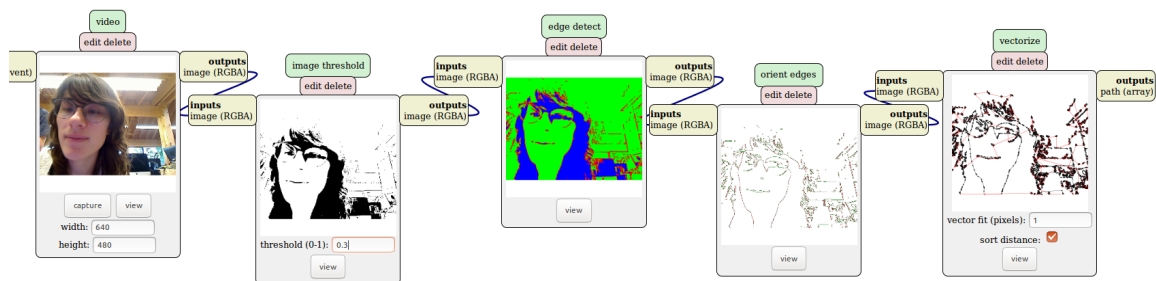 video
edit delete
vent)
outputs
image (RGBA)
capture
view
width: 640
height: 480
image threshold
edit delete
inputs
image (RGBA)
outputs
image (RGBA)
threshold (0-1): 0.3
view
edge detect
edit delete
inputs
image (RGBA)
outputs
image (RGBA)
view
orient edges
edit delete
inputs
image (RGBA)
outputs
image (RGBA)
view
vectorize
edit delete
inputs
image (RGBA)
outputs
path (array)
vector fit (pixels): 1
sort distance:
view